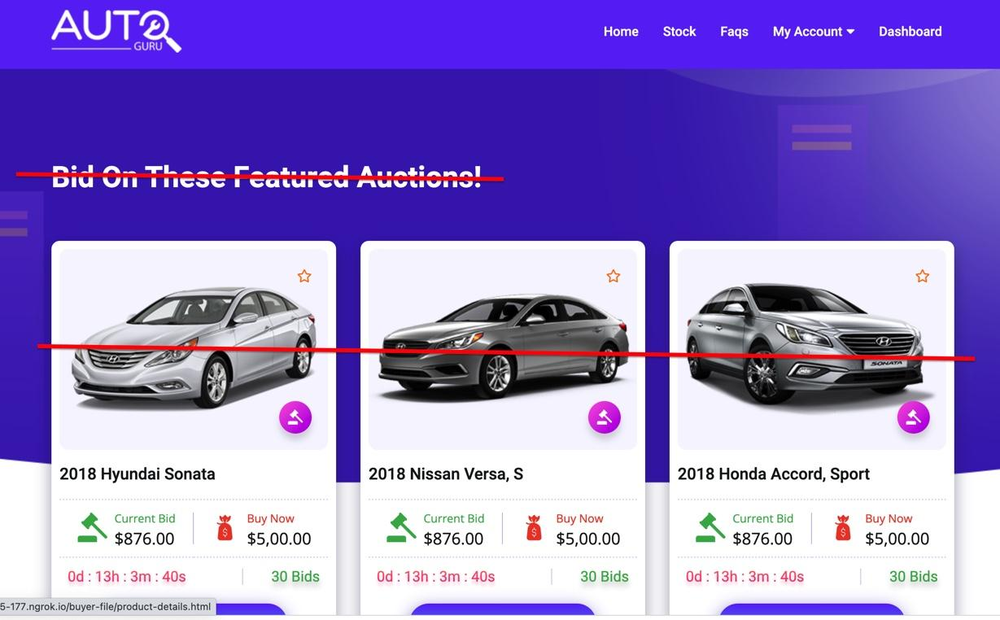 AUTO
GURU
Home Stock Faqs My Account Dashboard
Bid On These Featured Auctions!
SONATA
2018 Hyundai Sonata
2018 Nissan Versa, S
2018 Honda Accord, Sport
Current Bid Buy Now
$876.00 $5,00.00
Current Bid Buy Now
$876.00 $5,00.00
Current Bid Buy Now
$876.00 $5,00.00
0d : 13h : 3m : 40s 30 Bids
0d : 13h : 3m : 40s 30 Bids
0d : 13h : 3m : 40s 30 Bids
5-177.ngrok.io/buyer-file/product-details.html